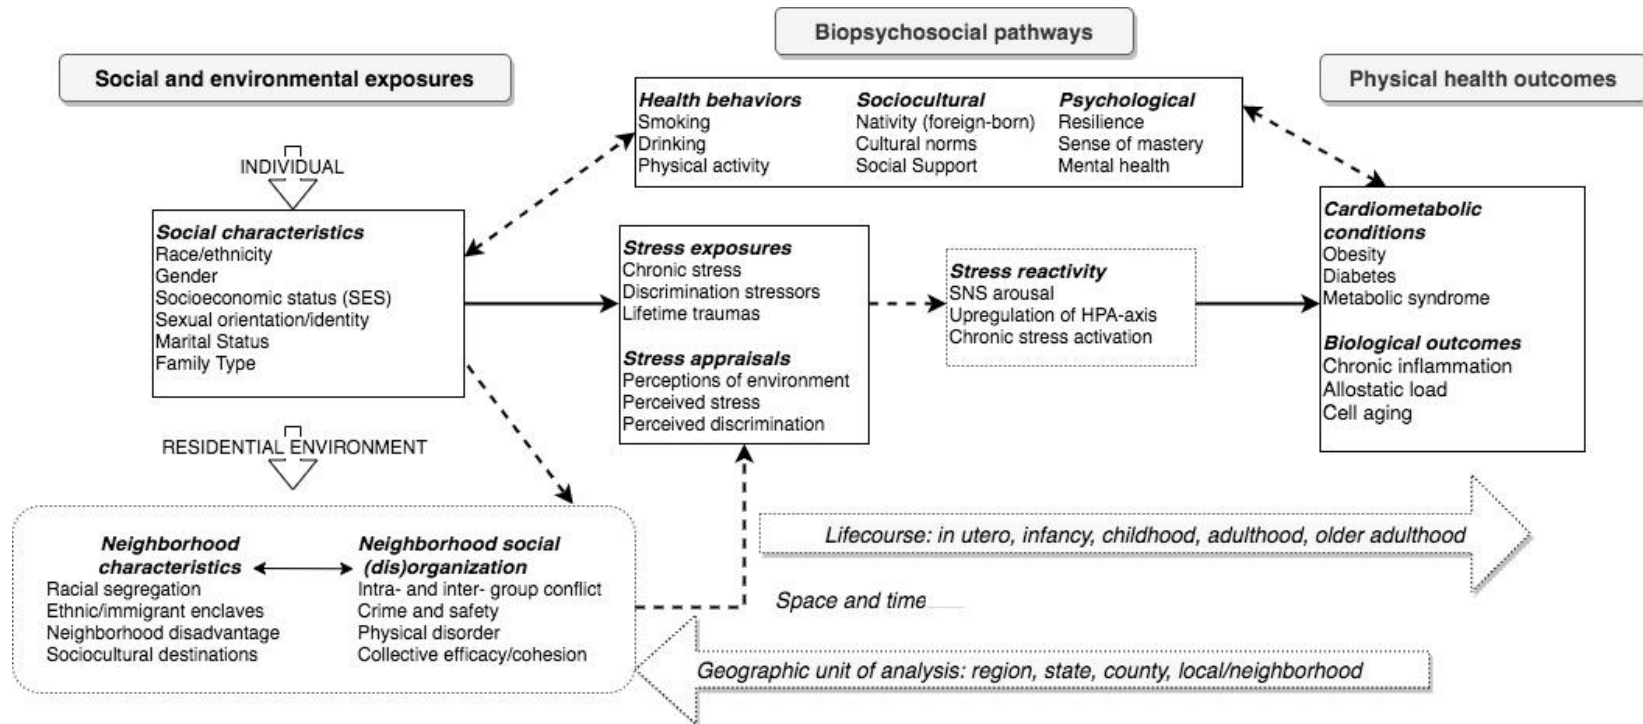 Biopsychosocial pathways
Social and environmental exposures
Physical health outcomes
Health behaviors
Smoking
Drinking
Physical activity
Sociocultural
Nativity (foreign-born)
Cultural norms
Social Support
Psychological
Resilience
Sense of mastery
Mental health
INDIVIDUAL
Social characteristics
Race/ethnicity
Gender
Socioeconomic status (SES)
Sexual orientation/identity
Marital Status
Family Type
Stress exposures
Chronic stress
Discrimination stressors
Lifetime traumas
Stress appraisals
Perceptions of environment
Perceived stress
Perceived discrimination
Stress reactivity
SNS arousal
Upregulation of HPA-axis
Chronic stress activation
Cardiometabolic
conditions
Obesity
Diabetes
Metabolic syndrome
Biological outcomes
Chronic inflammation
Allostatic load
Cell aging
RESIDENTIAL ENVIRONMENT
Neighborhood
characteristics
Racial segregation
Ethnic/immigrant enclaves
Neighborhood disadvantage
Sociocultural destinations
Neighborhood social
(dis)organization
Intra- and inter- group conflict
Crime and safety
Physical disorder
Collective efficacy/cohesion
Lifecourse: in utero, infancy, childhood, adulthood, older adulthood
Space and time
Geographic unit of analysis: region, state, county, local/neighborhood